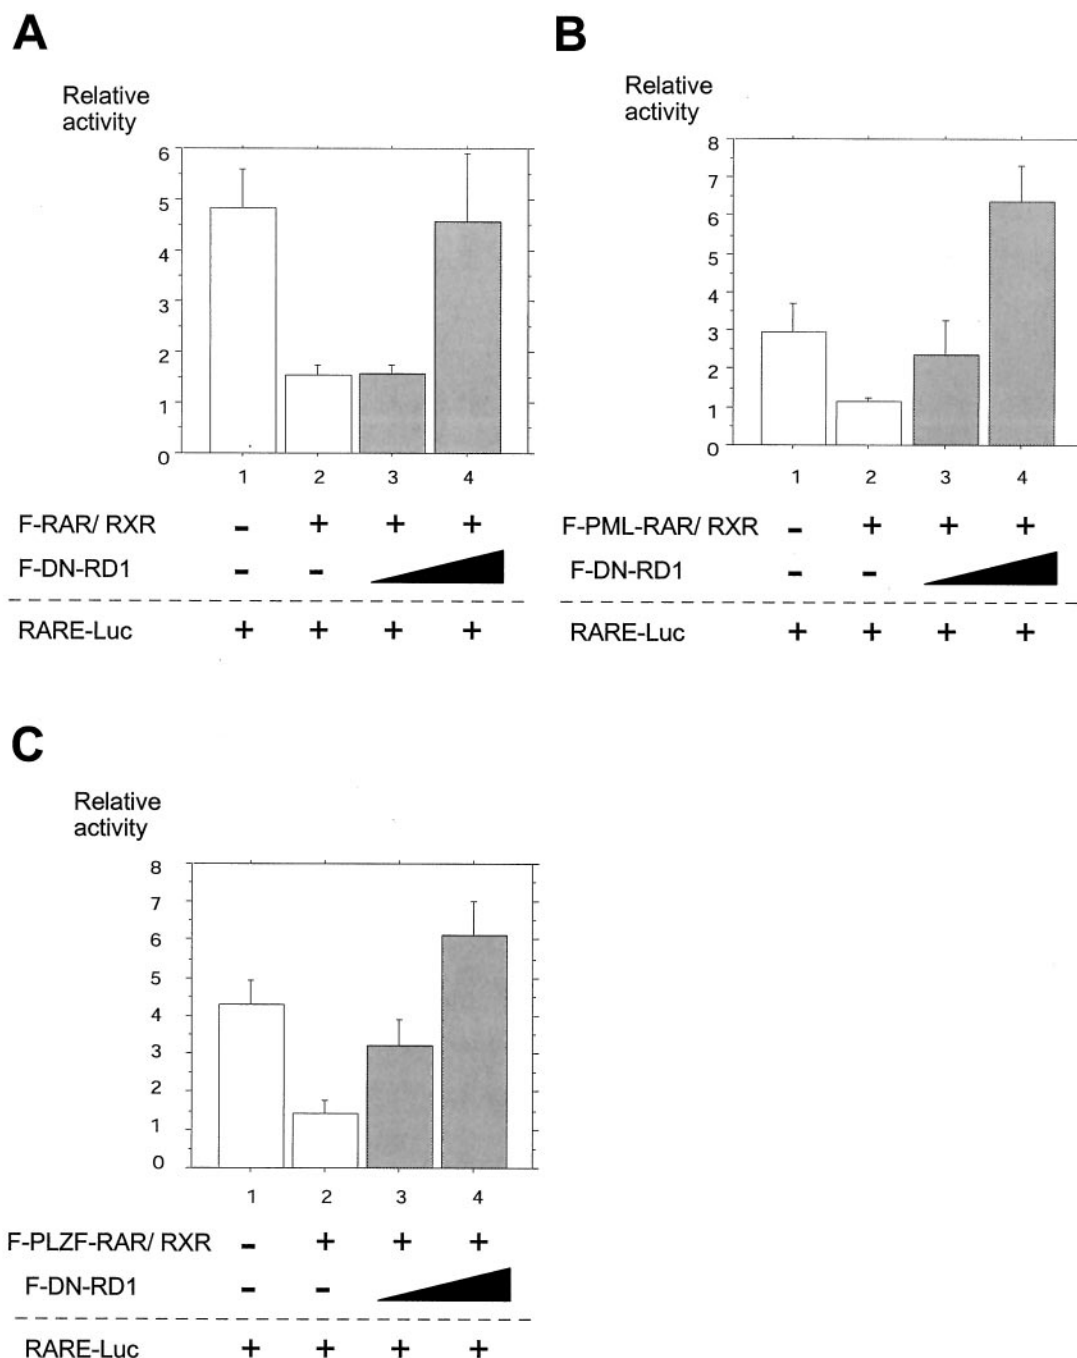 A
Relative
activity
6
5
4
3
2
1
0
1 2 3 4
F-RAR/ RXR - + + +
F-DN-RD1 - -
RARE-Luc + + + +
B
Relative
activity
8
7
6
5
4
3
2
1
0
1 2 3 4
F-PML-RAR/ RXR - + + +
F-DN-RD1 - -
RARE-Luc + + + +
C
Relative
activity
8
7
6
5
4
3
2
1
0
1 2 3 4
F-PLZF-RAR/ RXR - + + +
F-DN-RD1 - -
RARE-Luc + + + +